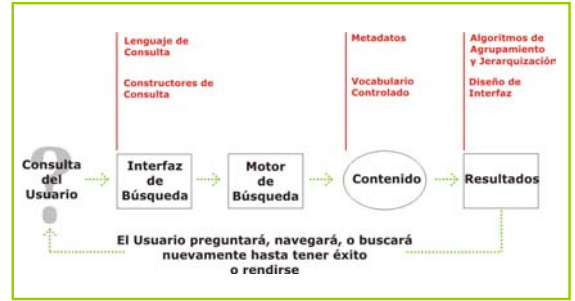 Lenguaje de
Consulta
Constructores de
Consulta
Metadatos
Vocabulario
Controlado
Algoritmos de
Agrupamiento
y Jerarquización
Diseño de
Interfaz
?
Consulta
del
Usuario
Interfaz
de
Búsqueda
Motor
de
Búsqueda
Contenido
Resultados
El Usuario preguntará, navegará, o buscará
nuevamente hasta tener éxito
o rendirse